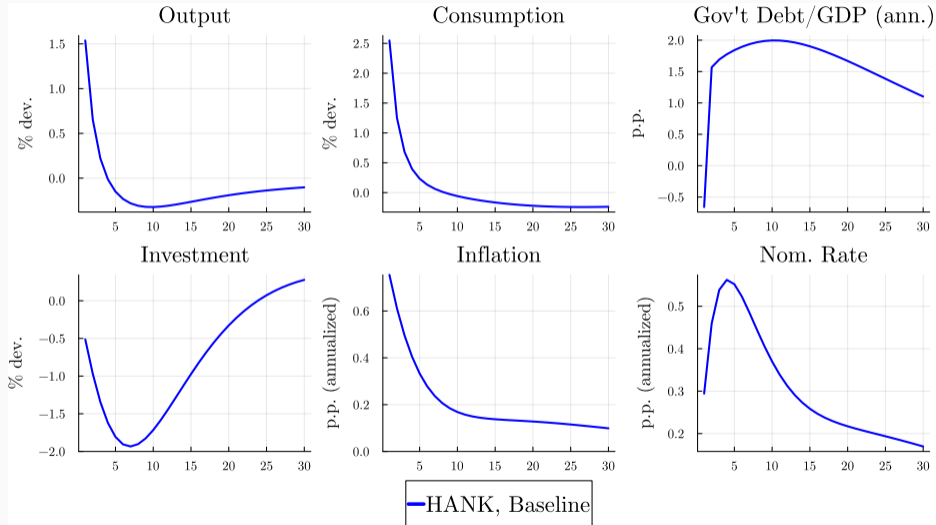 Output
Consumption
Gov't Debt/GDP (ann.)
% dev.
1.5
1.0
0.5
0.0
5 10 15 20 25 30
% dev.
2.5
2.0
1.5
1.0
0.5
0.0
5 10 15 20 25 30
p.p.
2.0
1.5
1.0
0.5
0.0
−0.5
5 10 15 20 25 30
Investment
Inflation
Nom. Rate
% dev.
0.0
−0.5
−1.0
−1.5
−2.0
5 10 15 20 25 30
p.p. (annualized)
0.6
0.4
0.2
0.0
5 10 15 20 25 30
p.p. (annualized)
0.5
0.4
0.3
0.2
5 10 15 20 25 30
HANK, Baseline